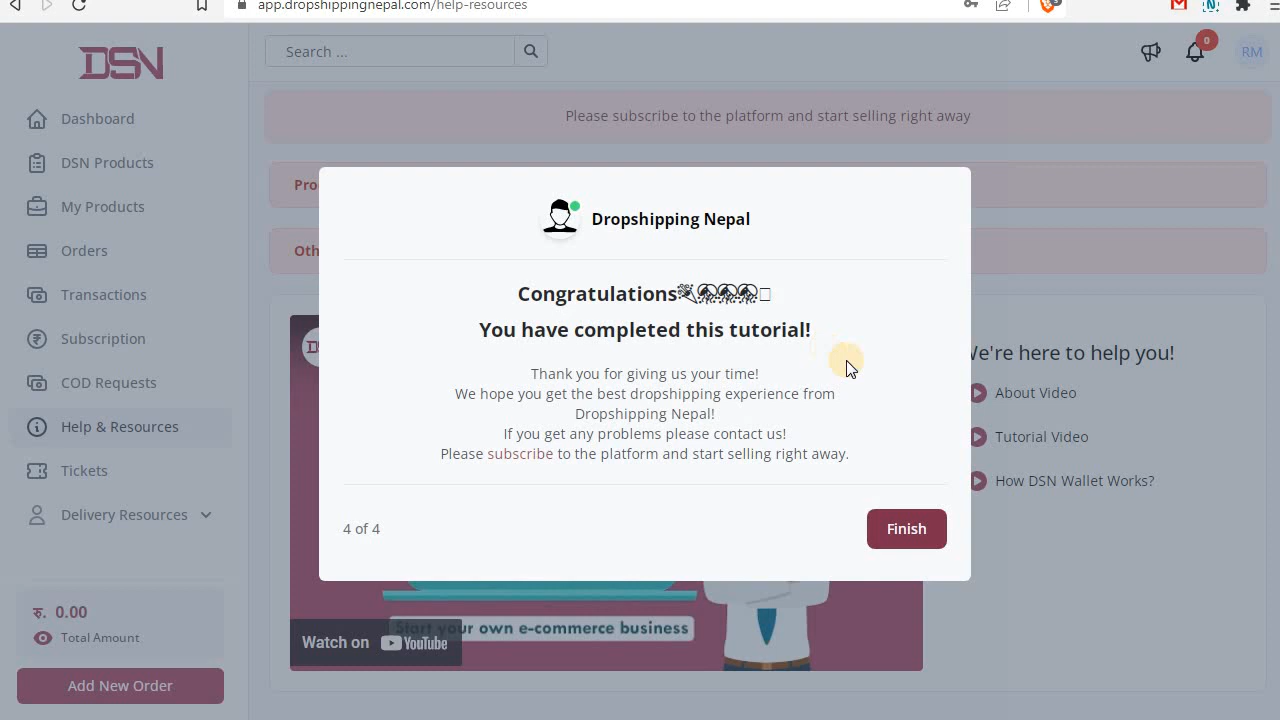 app.dropshippingnepal.com/help-resources
DSN
Search ...
0
RM
Dashboard
DSN Products
My Products
Orders
Transactions
Subscription
COD Requests
Help & Resources
Tickets
Delivery Resources
रु. 0.00
Total Amount
Add New Order
Please subscribe to the platform and start selling right away
Dropshipping Nepal
Congratulations
You have completed this tutorial!
Thank you for giving us your time!
We hope you get the best dropshipping experience from
Dropshipping Nepal!
If you get any problems please contact us!
Please subscribe to the platform and start selling right away.
4 of 4
Finish
We're here to help you!
About Video
Tutorial Video
How DSN Wallet Works?
Start your own e-commerce business
Watch on YouTube